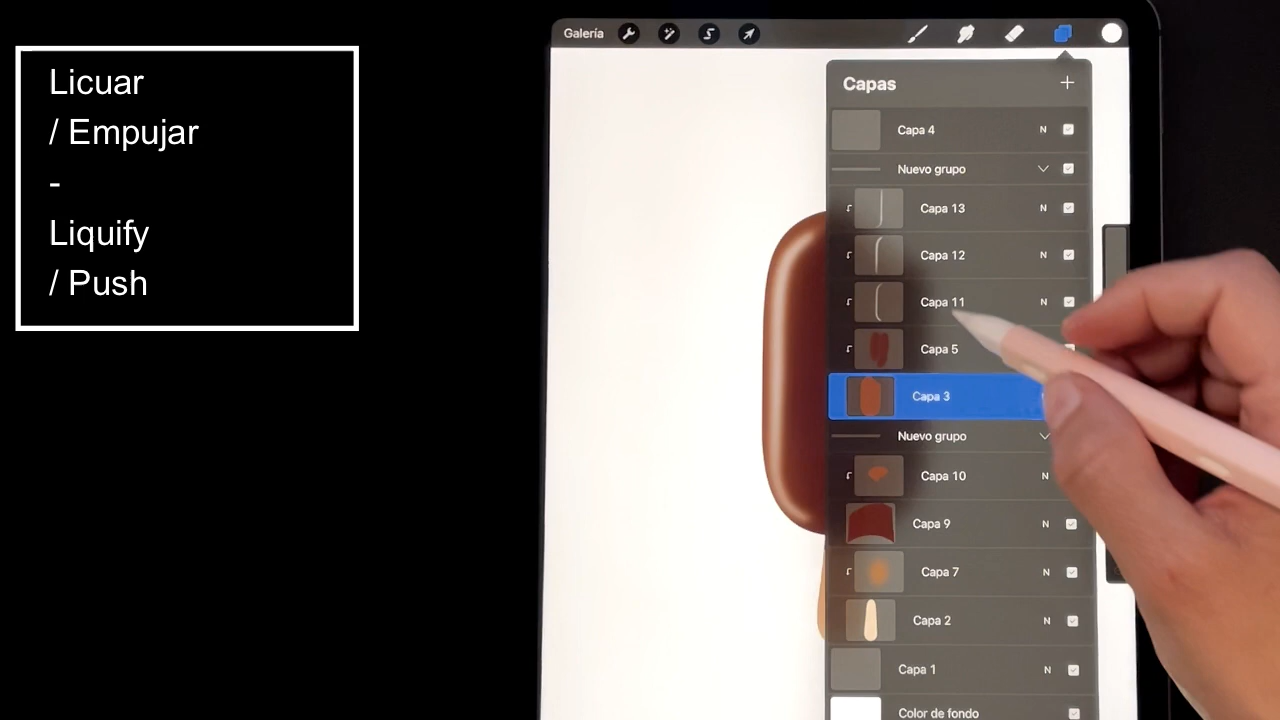 Licuar
/ Empujar
-
Liquify
/ Push
Galería
Capas
Capa 4 N
Nuevo grupo
Capa 13 N
Capa 12 N
Capa 11 N
Capa 5
Capa 3
Nuevo grupo
Capa 10 N
Capa 9 N
Capa 7 N
Capa 2 N
Capa 1 N
Color de fondo